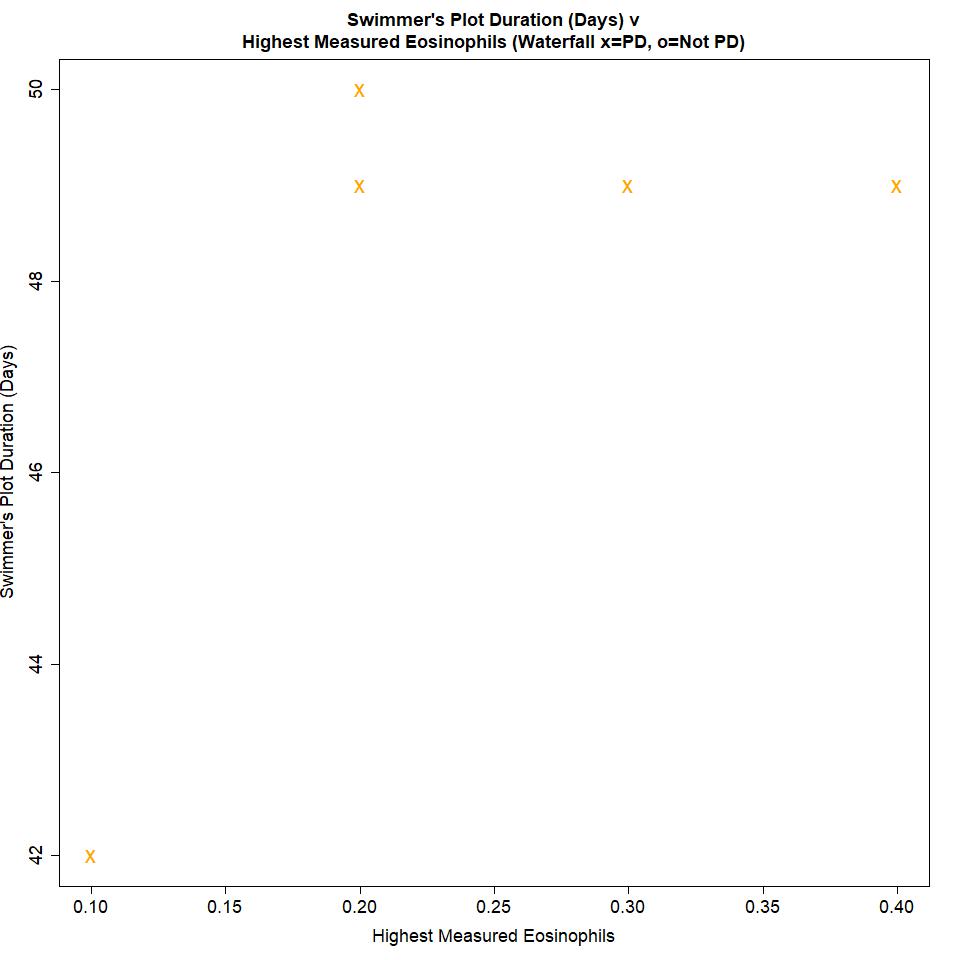 Swimmer's Plot Duration (Days) v
Highest Measured Eosinophils (Waterfall x=PD, o=Not PD)
Swimmer's Plot Duration (Days)
50
48
46
44
42
X
X
X
X
X
0.10
0.15
0.20
0.25
0.30
0.35
0.40
Highest Measured Eosinophils